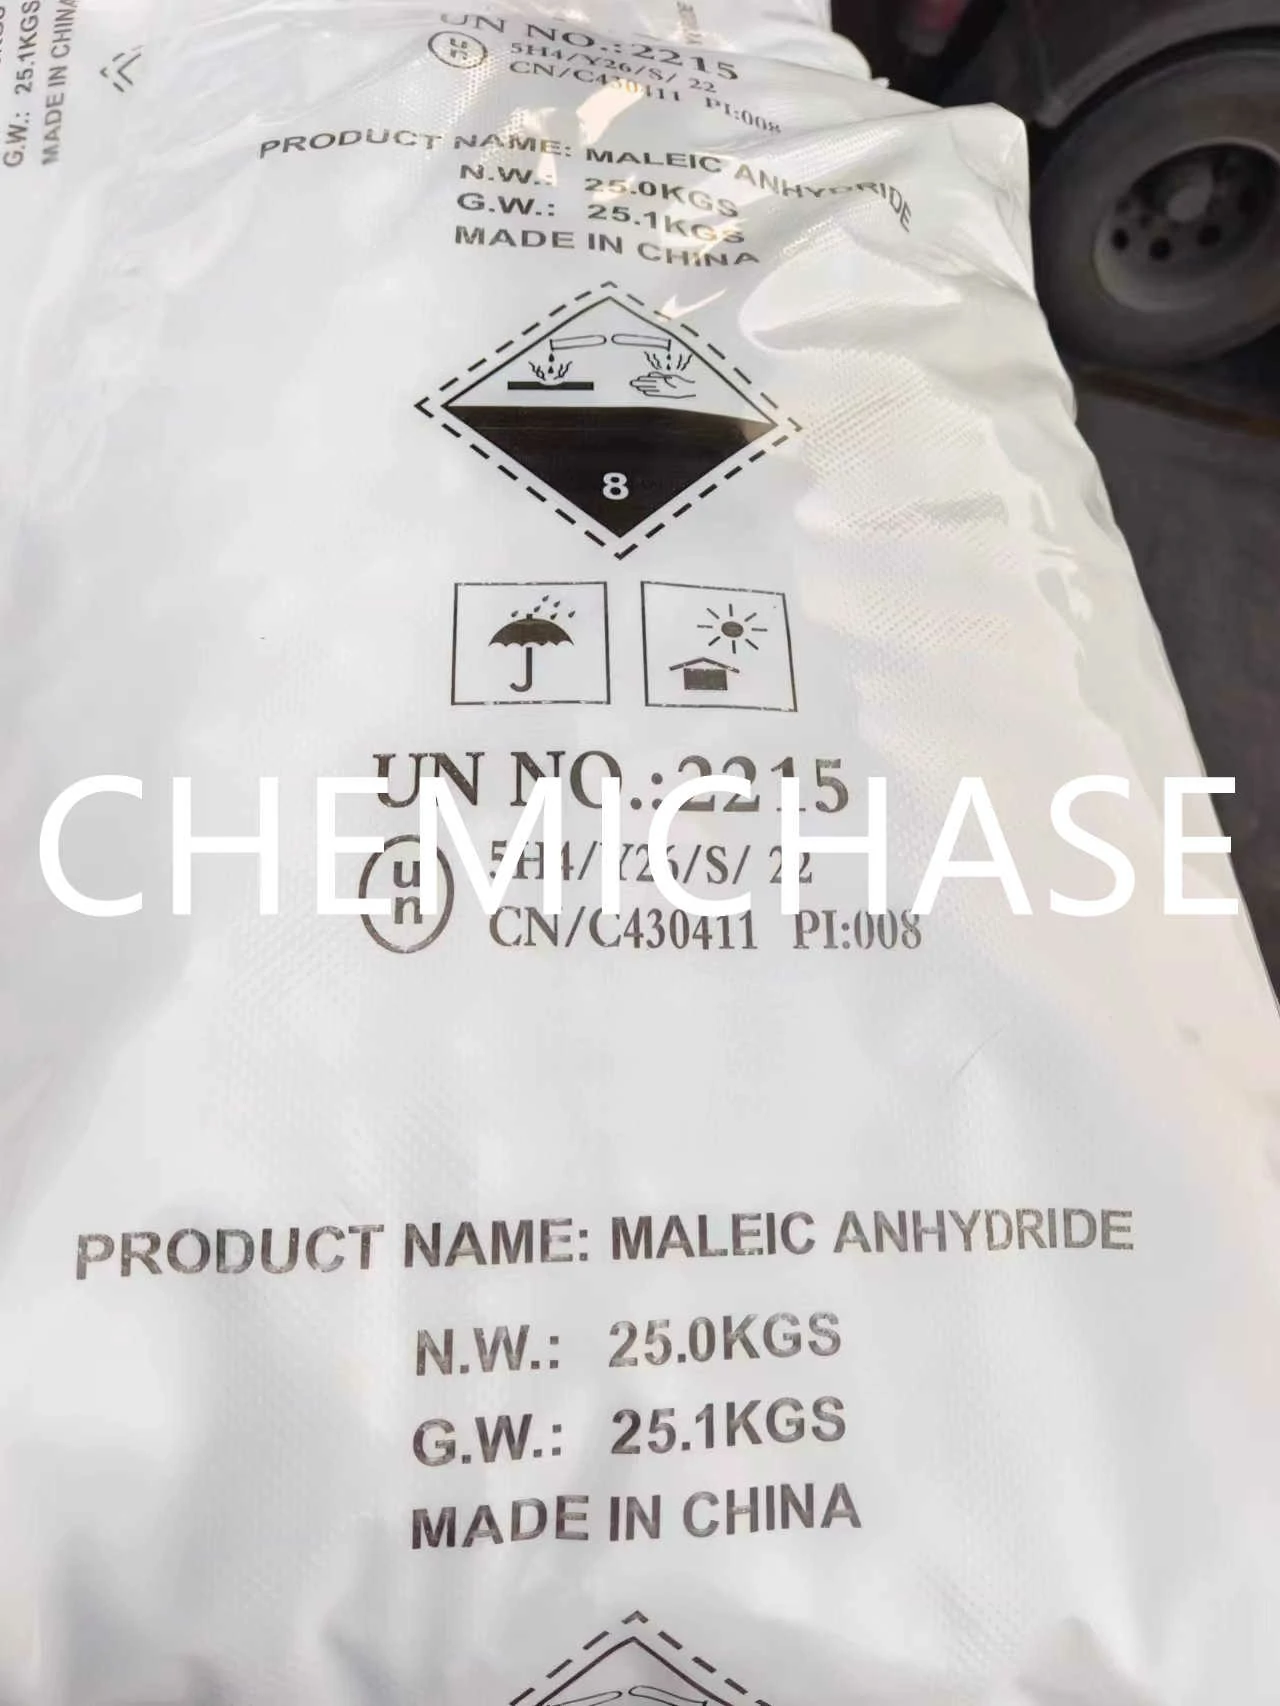 G.W.: 25.1KGS
MADE IN CHINA
UN NO.:2215
un
5H4/Y26/S/ 22
CN/C430411 PI:008
PRODUCT NAME: MALEIC ANHYDRIDE
N.W.: 25.0KGS
G.W.: 25.1KGS
MADE IN CHINA
8
UN NO.:2215
CHEMICHASE
un
5H4/Y26/S/ 22
CN/C430411 PI:008
PRODUCT NAME: MALEIC ANHYDRIDE
N.W.: 25.0KGS
G.W.: 25.1KGS
MADE IN CHINA